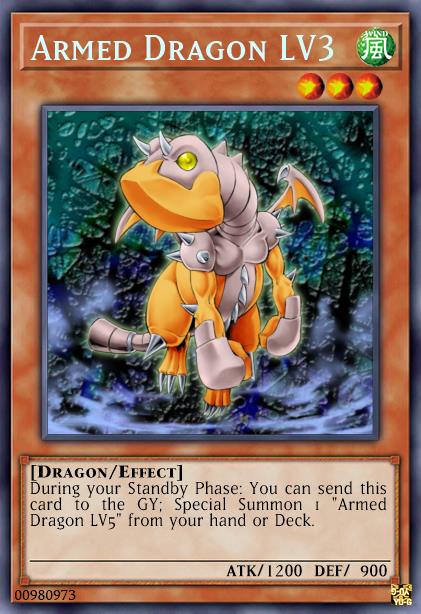 ARMED DRAGON LV3
WIND
風
[DRAGON/EFFECT]
During your Standby Phase: You can send this
card to the GY; Special Summon 1 "Armed
Dragon LV5" from your hand or Deck.
ATK/1200 DEF/ 900
00980973